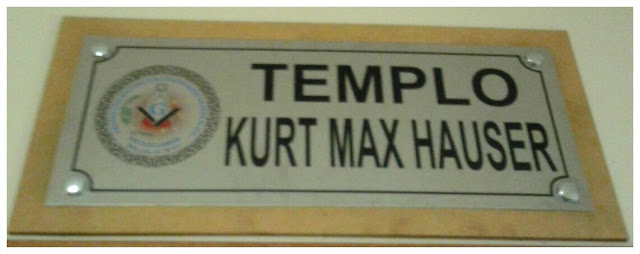 G
TEMPLO
KURT MAX HAUSER